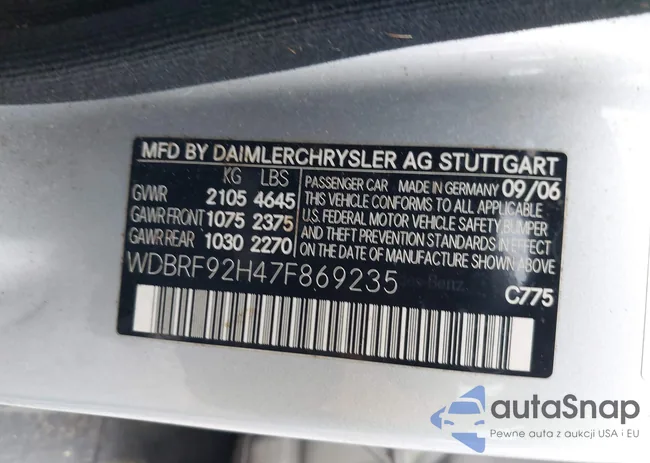 MFD BY DAIMLERCHRYSLER AG STUTTGART
KG LBS
GVWR 2105 4645
GAWR FRONT 1075 2375
GAWR REAR 1030 2270
PASSENGER CAR MADE IN GERMANY 09/06
THIS VEHICLE CONFORMS TO ALL APPLICABLE
U.S. FEDERAL MOTOR VEHICLE SAFETY, BUMPER
AND THEFT PREVENTION STANDARDS IN EFFECT
ON THE DATE OF MANUFACTURE SHOWN ABOVE
WDBRF92H47F869235
C775
autaSnap
Pewne auta z aukcji USA i EU